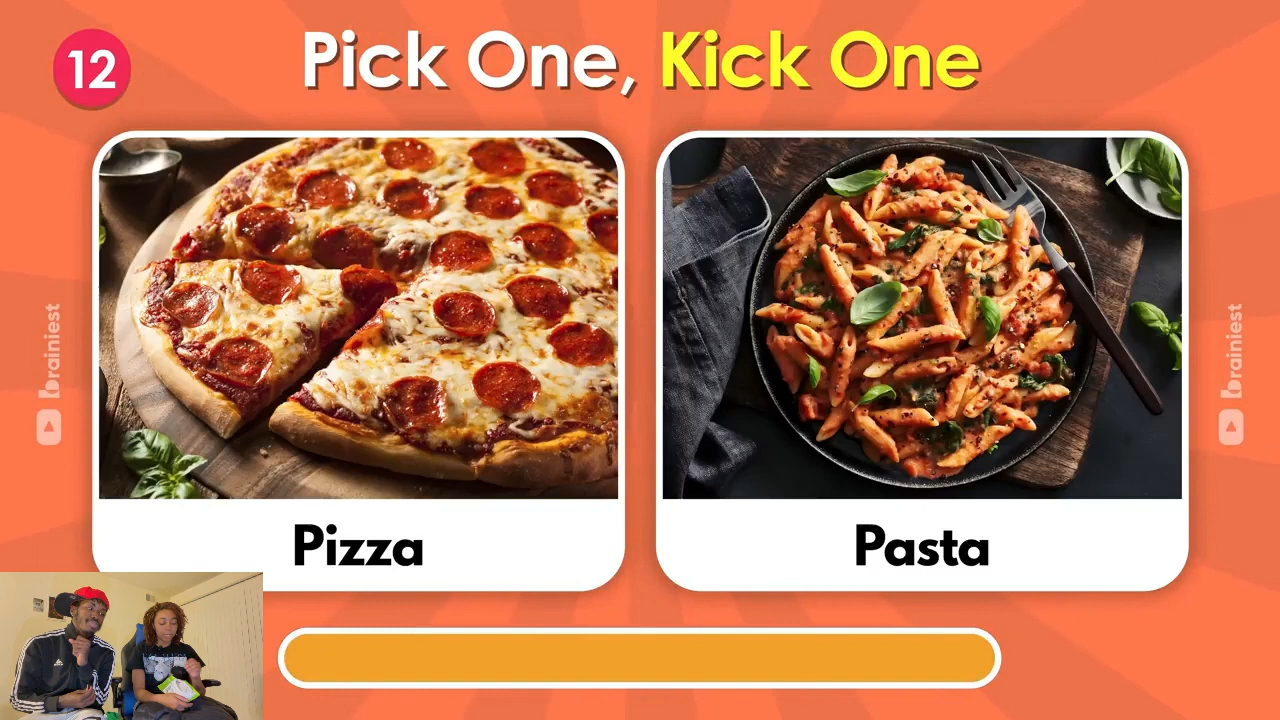 12
Pick One, Kick One
brainiest
brainiest
Pizza
Pasta